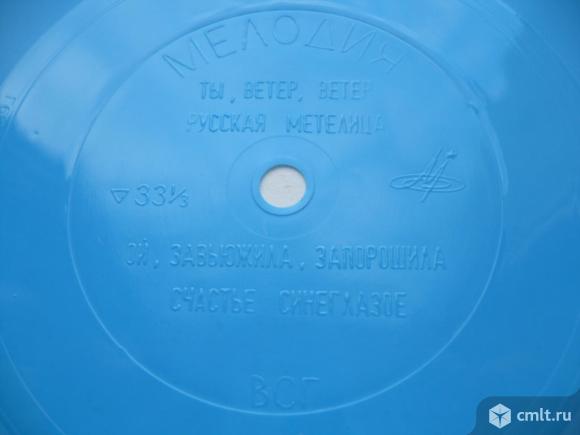 МЕЛОДИЯ
ТЫ, ВЕТЕР, ВЕТЕР
РУССКАЯ МЕТЕЛИЦА
▽ 33⅓
ОЙ, ЗАВЬЮЖИЛА, ЗАПОРОШИЛА
СЧАСТЬЕ СИНЕГЛАЗОЕ
ВСГ
cmlt.ru